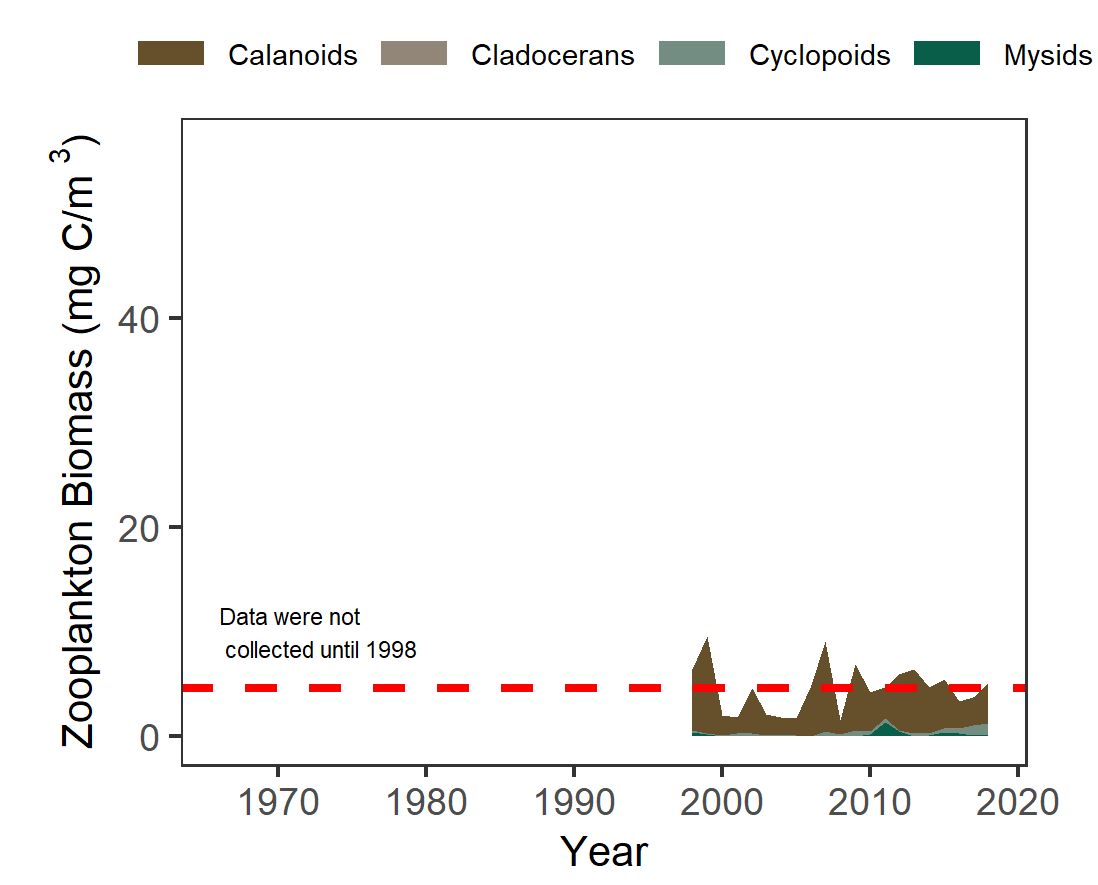 Calanoids Cladocerans Cyclopoids Mysids
Zooplankton Biomass (mg C/m ³)
40
20
0
Data were not
collected until 1998
1970 1980 1990 2000 2010 2020
Year